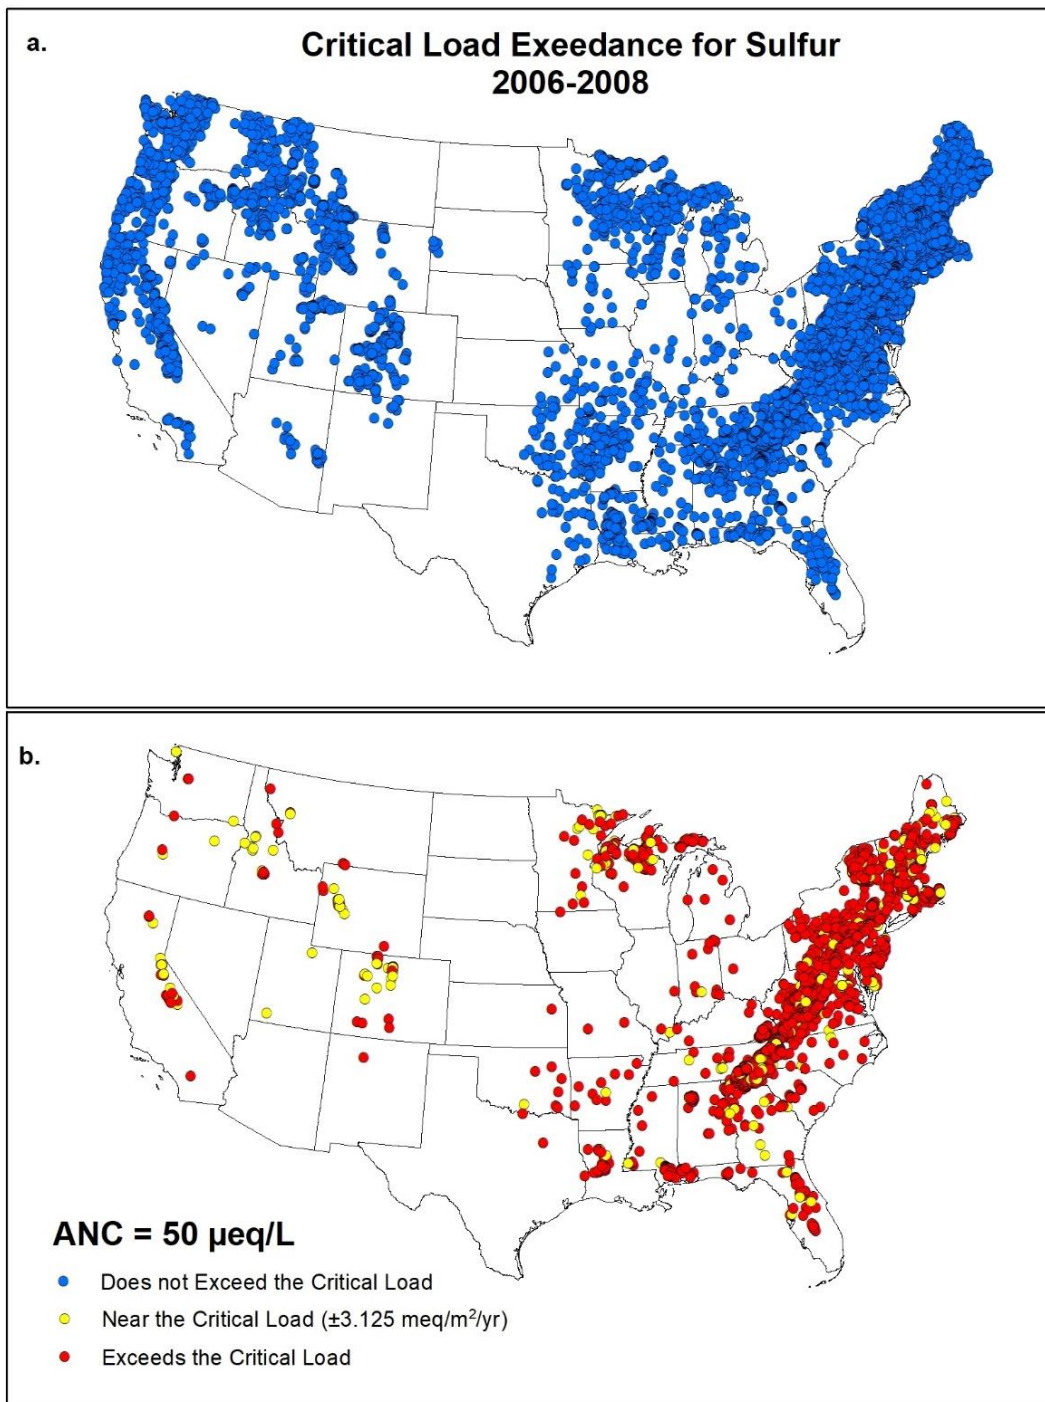 a.
Critical Load Exeedance for Sulfur
2006-2008
b.
ANC = 50 µeq/L
Does not Exceed the Critical Load
Near the Critical Load (±3.125 meq/m²/yr)
Exceeds the Critical Load